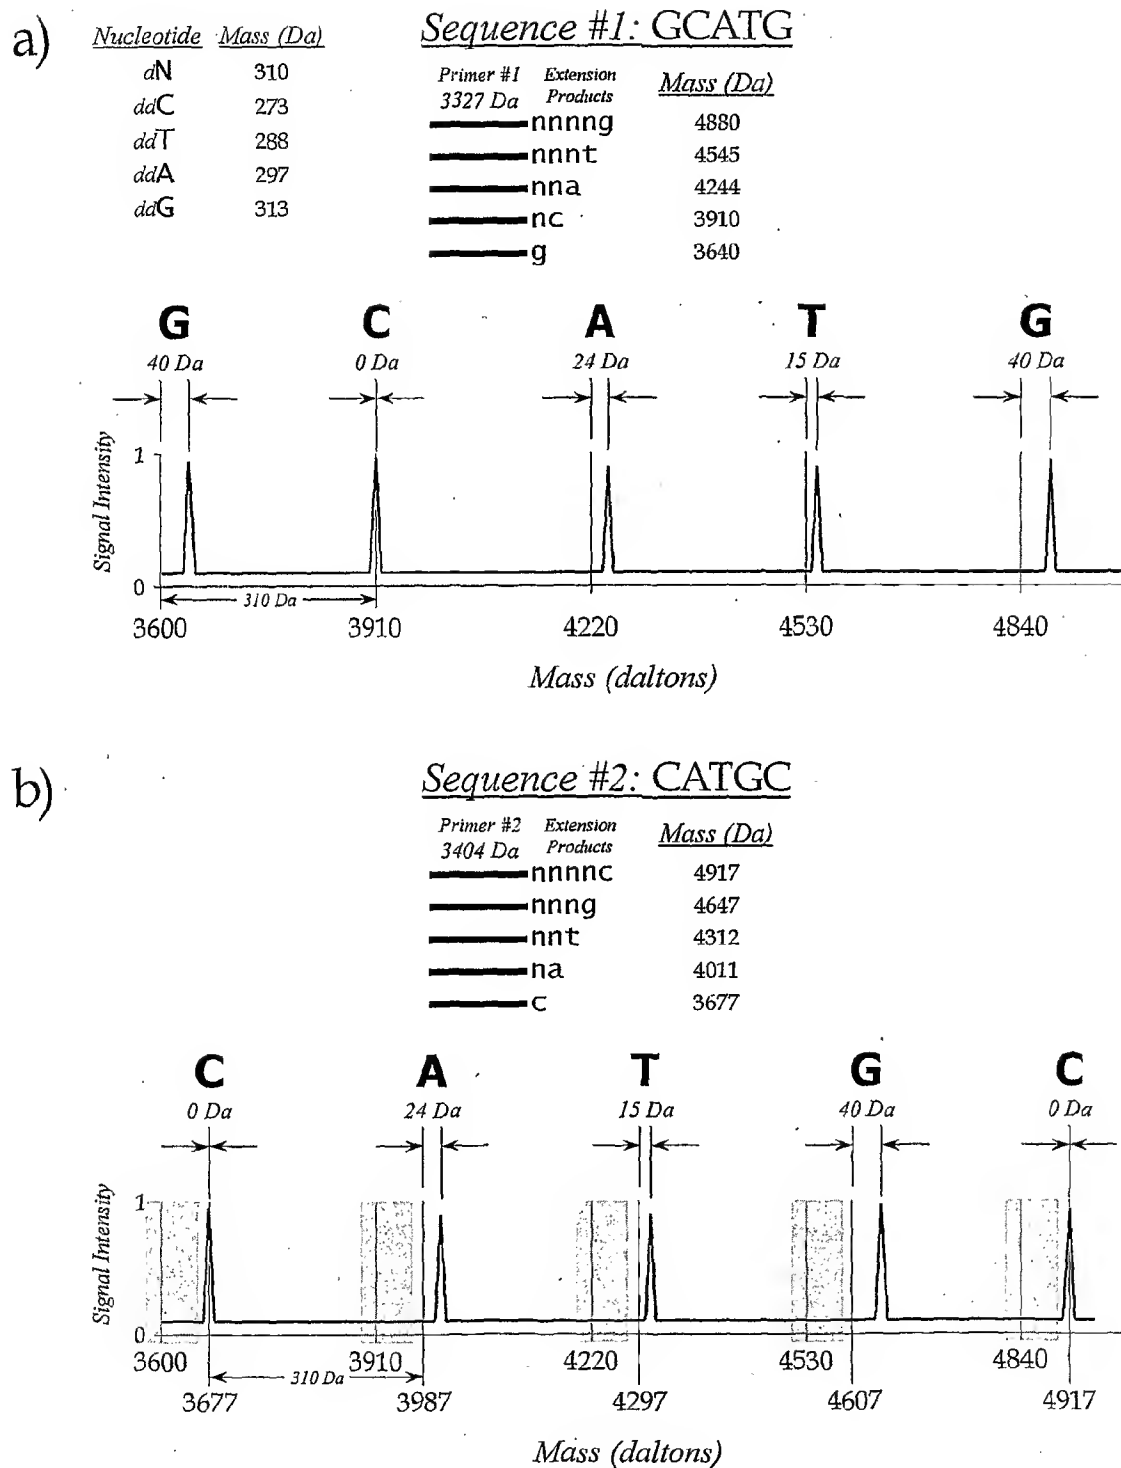 a)
Nucleotide Mass (Da)
dN 310
ddC 273
ddT 288
ddA 297
ddG 313
Sequence #1: GCATG
Primer #1 Extension Mass (Da)
3327 Da Products
nnnng 4880
nnnt 4545
nna 4244
nc 3910
g 3640
G C A T G
40 Da 0 Da 24 Da 15 Da 40 Da
Signal Intensity
1
0
310 Da
3600 3910 4220 4530 4840
Mass (daltons)
b)
Sequence #2: CATGC
Primer #2 Extension Mass (Da)
3404 Da Products
nnnnc 4917
nnng 4647
nnt 4312
na 4011
c 3677
C A T G C
0 Da 24 Da 15 Da 40 Da 0 Da
Signal Intensity
1
0
3600 3910 4220 4530 4840
310 Da
3677 3987 4297 4607 4917
Mass (daltons)